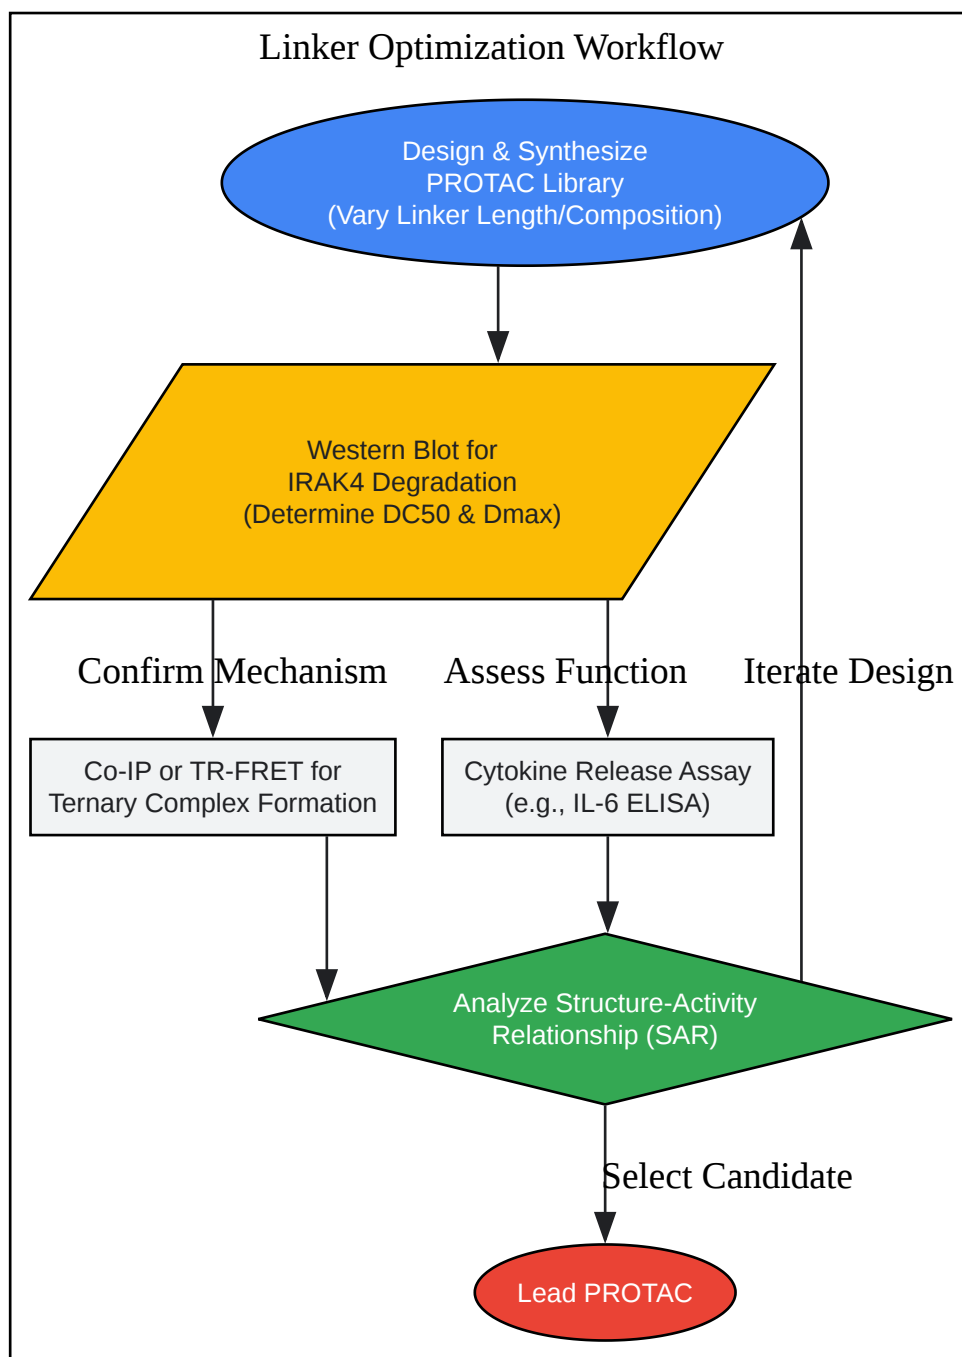 Linker Optimization Workflow
Design & Synthesize
PROTAC Library
(Vary Linker Length/Composition)
Western Blot for
IRAK4 Degradation
(Determine DC50 & Dmax)
Confirm Mechanism
Assess Function
Iterate Design
Co-IP or TR-FRET for
Ternary Complex Formation
Cytokine Release Assay
(e.g., IL-6 ELISA)
Analyze Structure-Activity
Relationship (SAR)
Select Candidate
Lead PROTAC